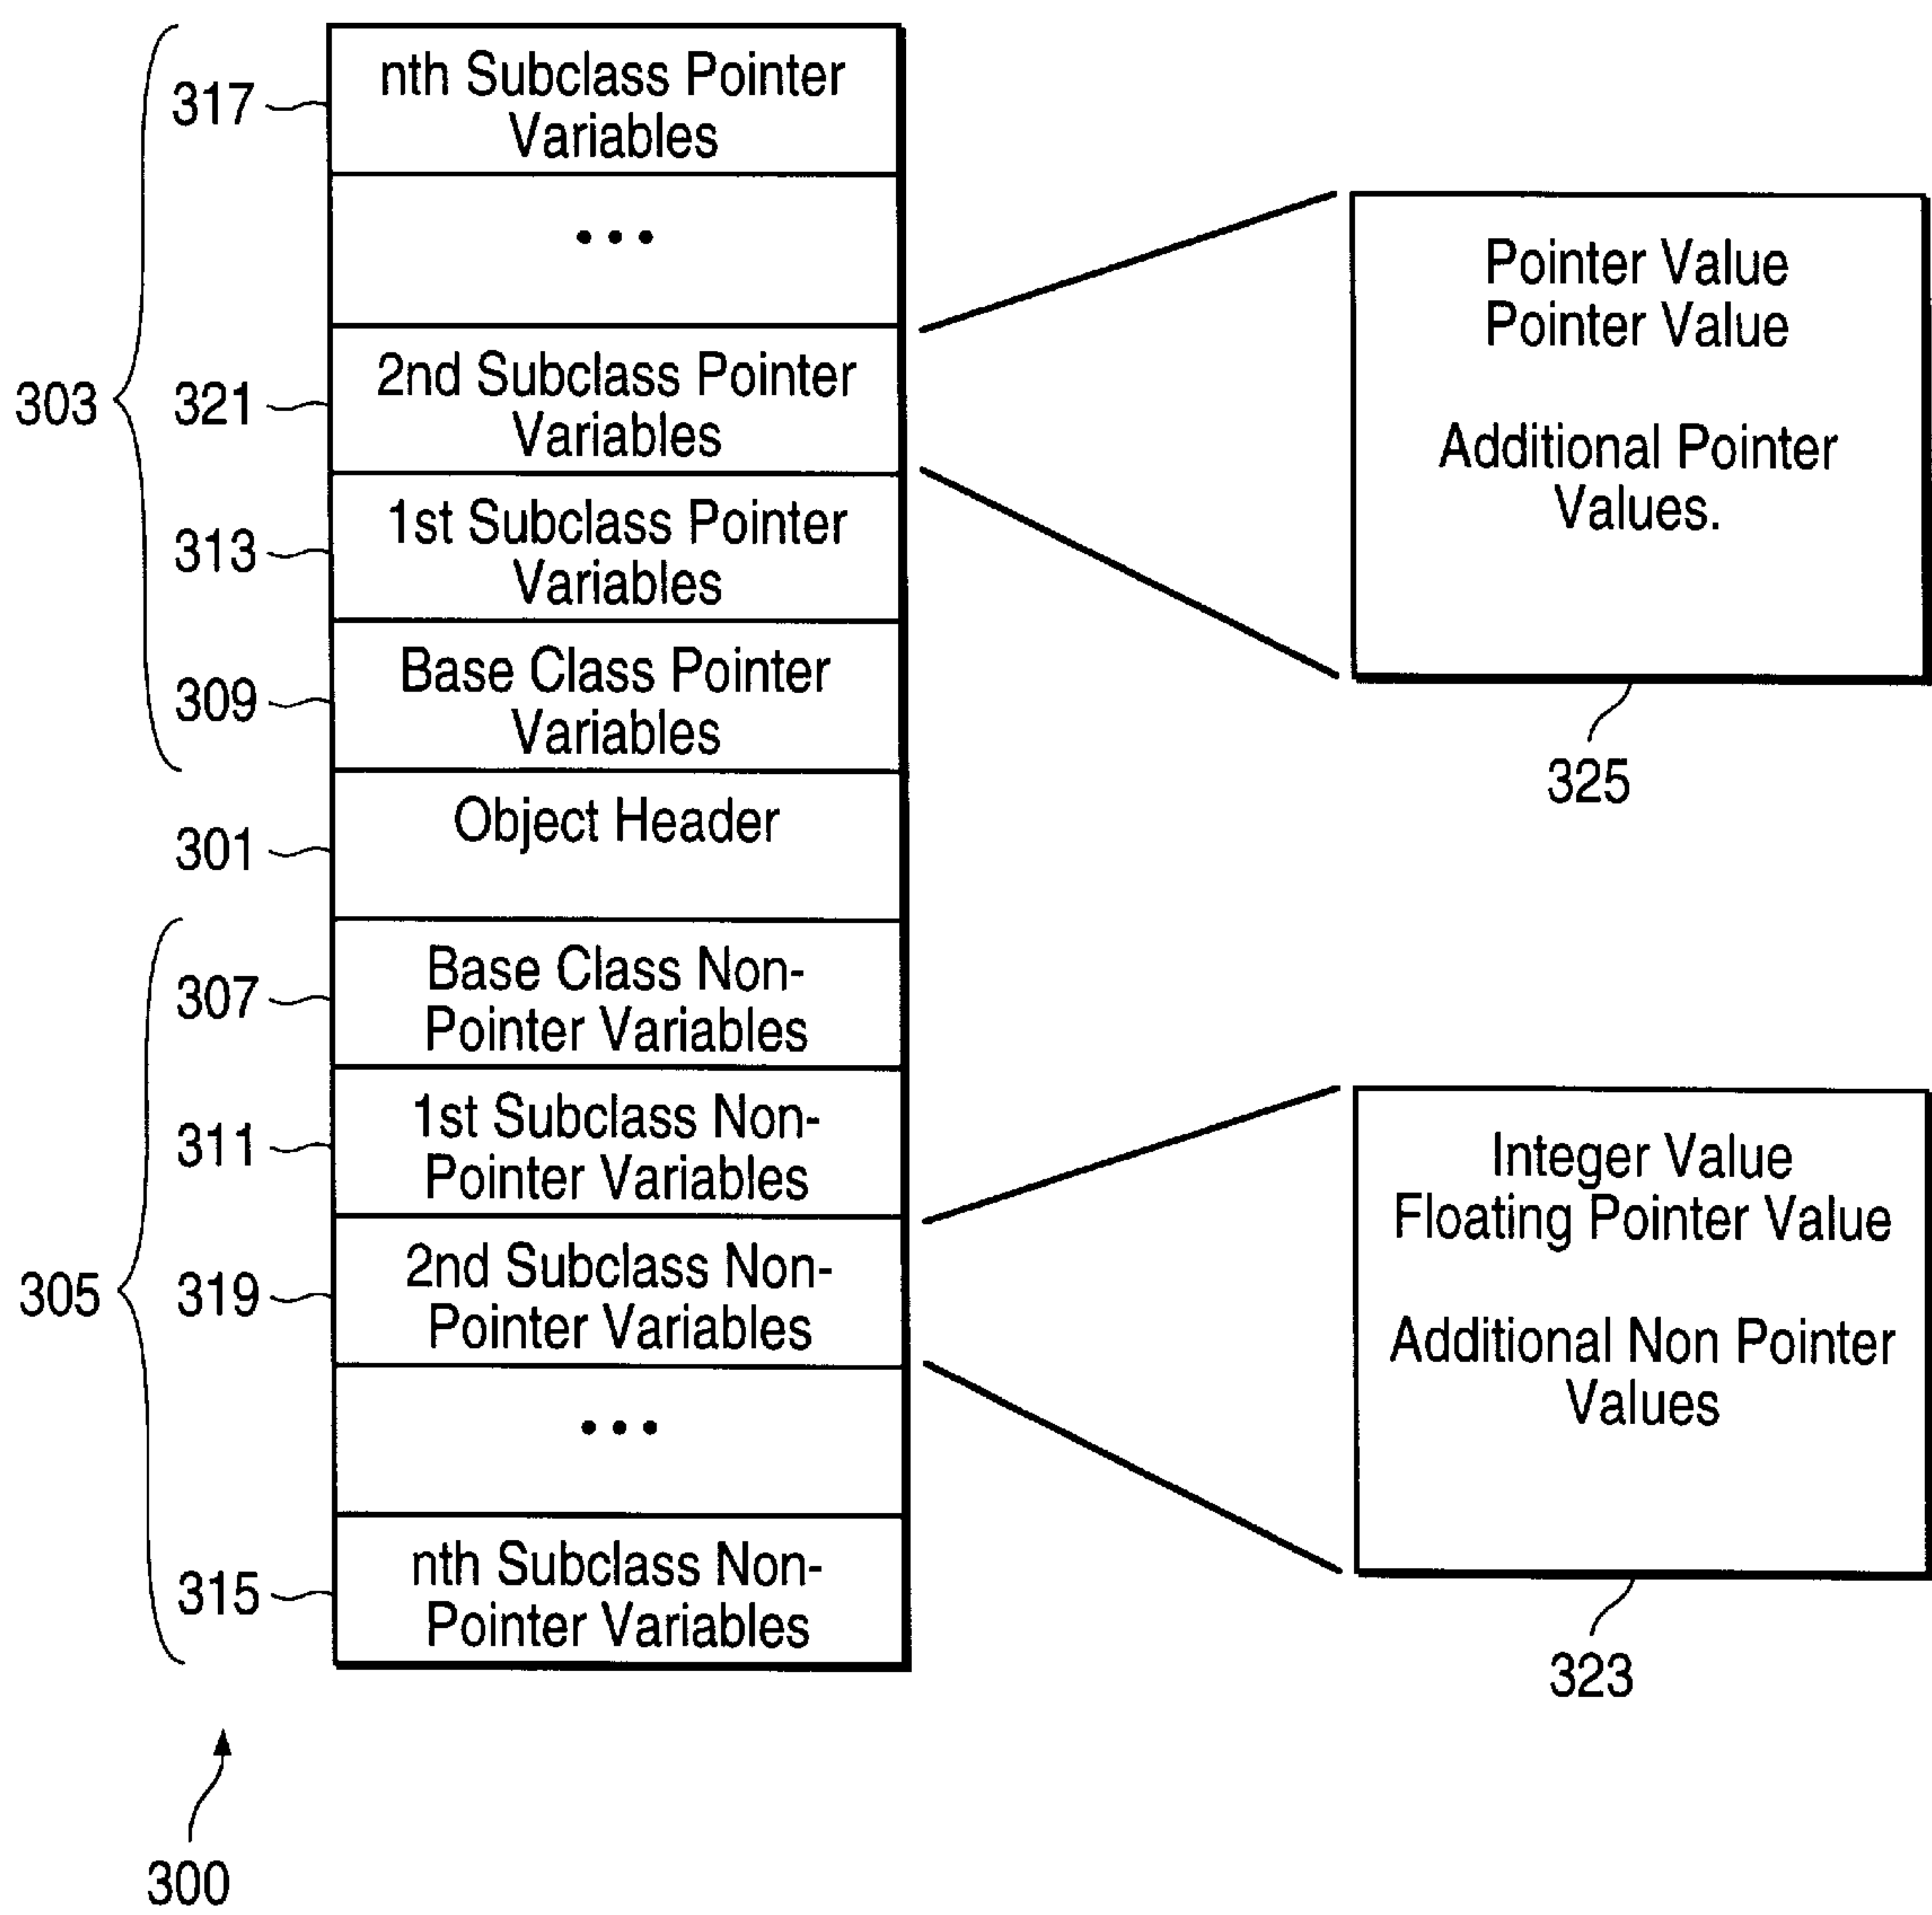 317
nth Subclass Pointer
Variables
...
303
321
2nd Subclass Pointer
Variables
313
1st Subclass Pointer
Variables
309
Base Class Pointer
Variables
301
Object Header
305
307
Base Class Non-
Pointer Variables
311
1st Subclass Non-
Pointer Variables
319
2nd Subclass Non-
Pointer Variables
...
315
nth Subclass Non-
Pointer Variables
300
Pointer Value
Pointer Value
Additional Pointer
Values.
325
Integer Value
Floating Pointer Value
Additional Non Pointer
Values
323